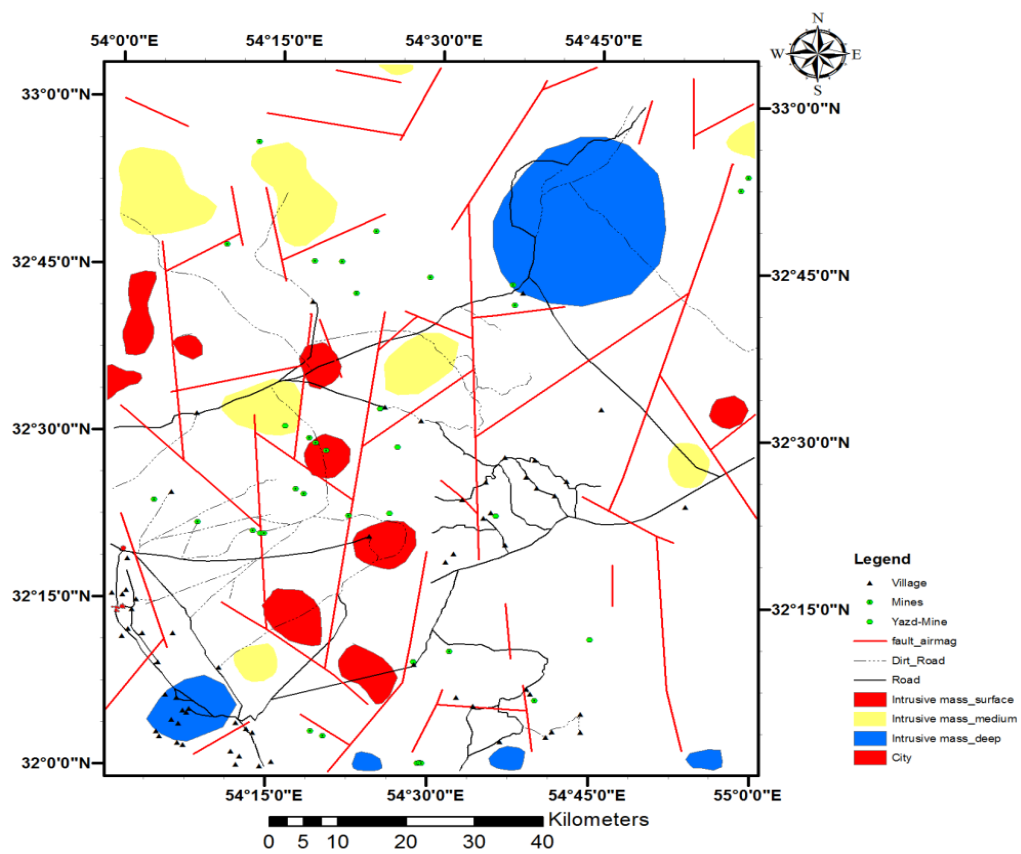 N
W E
S
54°0'0"E 54°15'0"E 54°30'0"E 54°45'0"E
33°0'0"N 33°0'0"N
32°45'0"N 32°45'0"N
32°30'0"N 32°30'0"N
32°15'0"N 32°15'0"N
32°0'0"N 32°0'0"N
54°15'0"E 54°30'0"E 54°45'0"E 55°0'0"E
Legend
Village
Mines
Yazd-Mine
fault_airmag
Dirt_Road
Road
Intrusive mass_surface
Intrusive mass_medium
Intrusive mass_deep
City
Kilometers
0 5 10 20 30 40